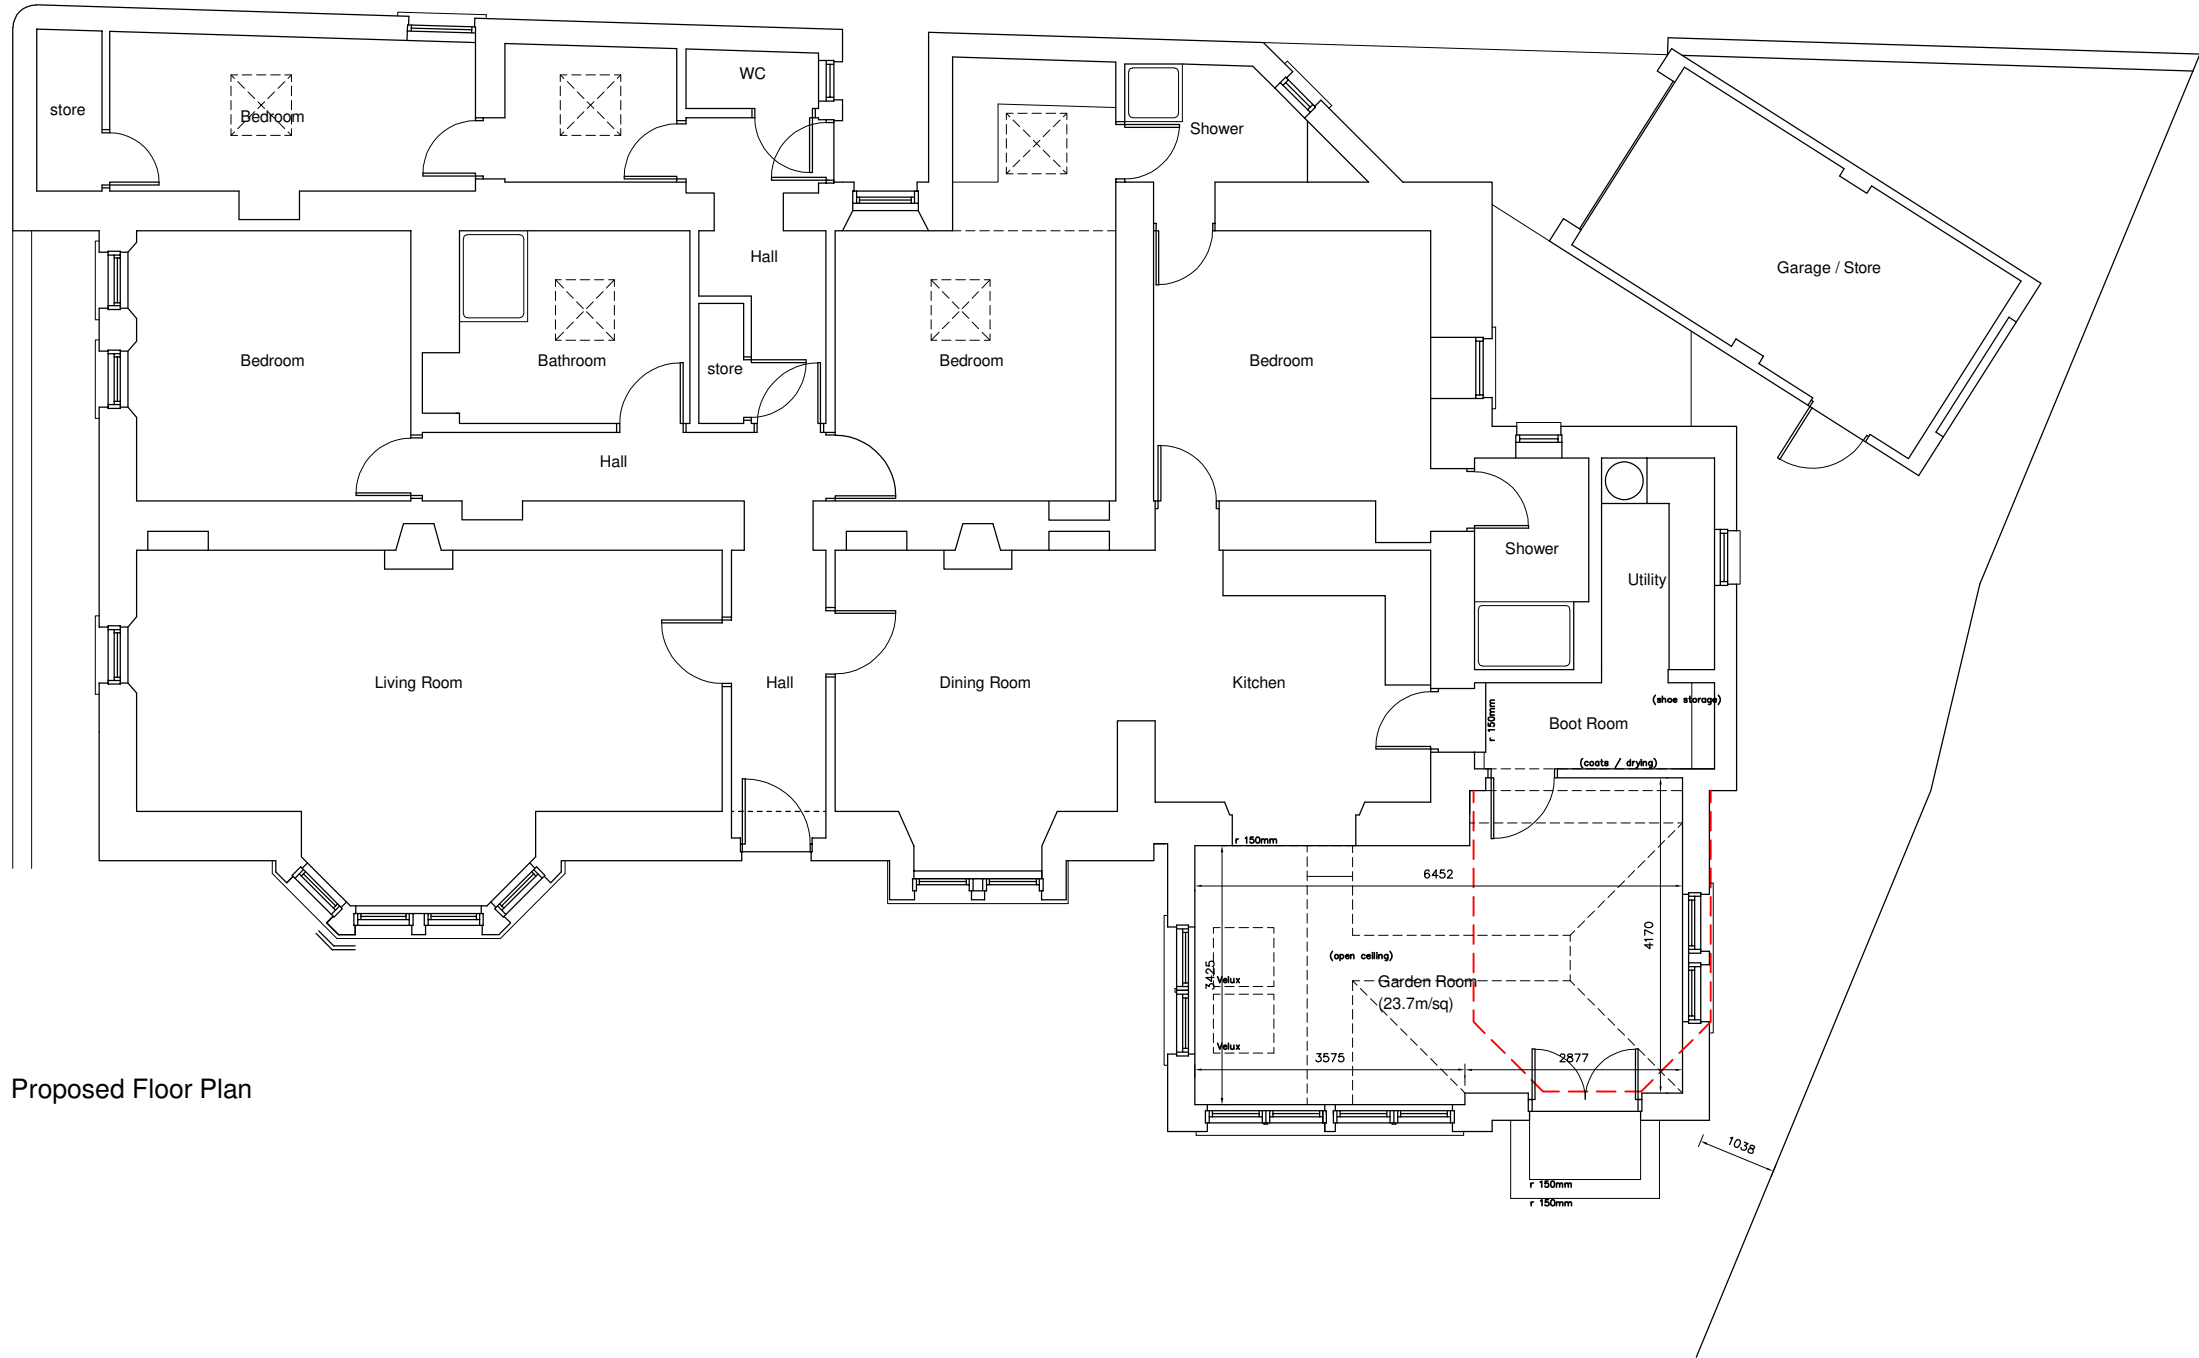 WC
store
Bedroom
Shower
Hall
Garage / Store
Bedroom
Bathroom
store
Bedroom
Bedroom
Hall
Shower
Utility
Living Room
Hall
Dining Room
Kitchen
(shoe storage)
r 150mm
Boot Room
(coats / drying)
r 150mm
6452
4170
(open ceiling)
3425
Velux
Garden Room
(23.7m/sq)
Velux
3575
2877
Proposed Floor Plan
1038
r 150mm
r 150mm